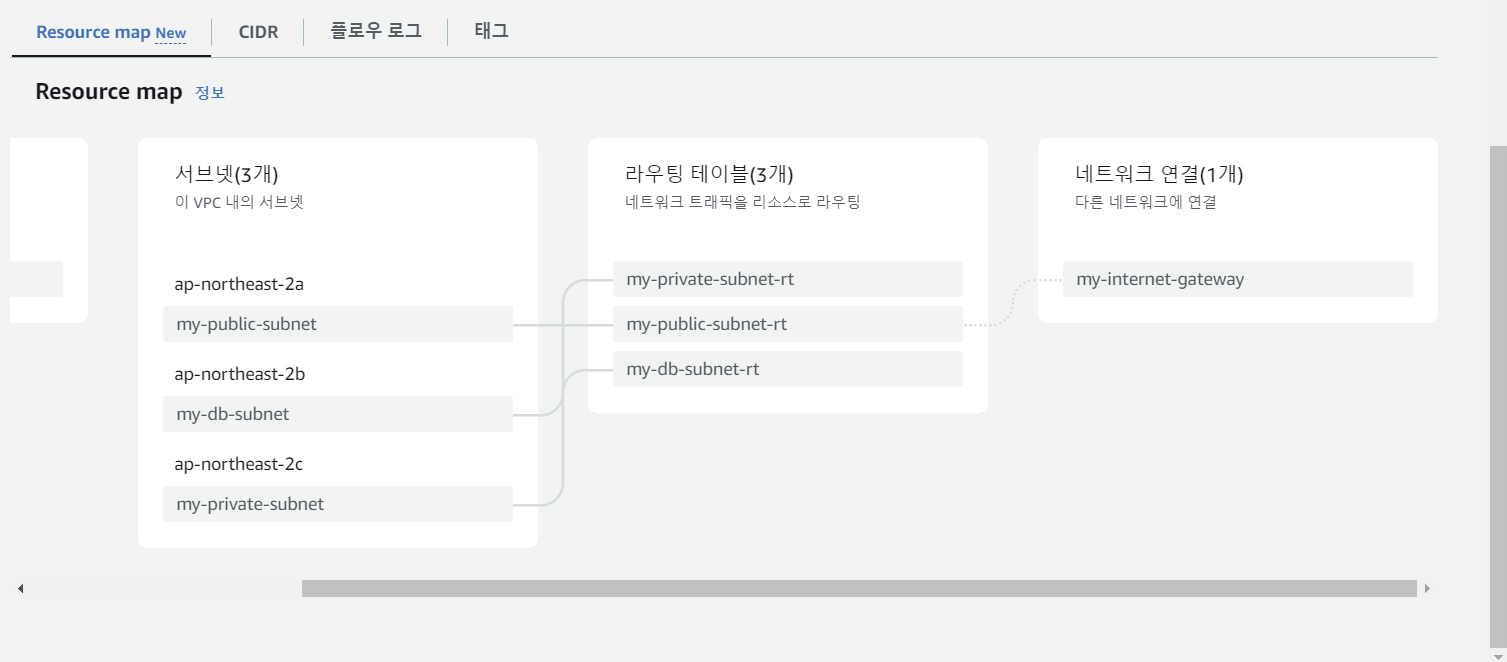 Resource map New
CIDR
플로우 로그
태그
Resource map 정보
서브넷(3개)
이 VPC 내의 서브넷
ap-northeast-2a
my-public-subnet
ap-northeast-2b
my-db-subnet
ap-northeast-2c
my-private-subnet
라우팅 테이블(3개)
네트워크 트래픽을 리소스로 라우팅
my-private-subnet-rt
my-public-subnet-rt
my-db-subnet-rt
네트워크 연결(1개)
다른 네트워크에 연결
my-internet-gateway